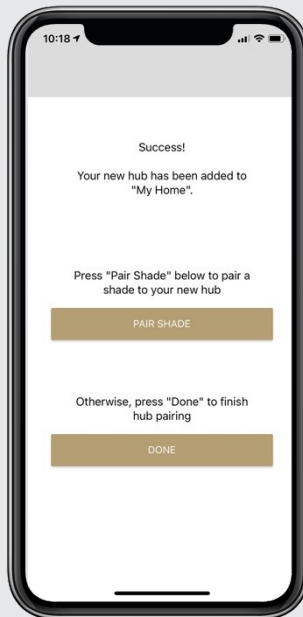 10:18
Success!
Your new hub has been added to
"My Home".
Press "Pair Shade" below to pair a
shade to your new hub
PAIR SHADE
Otherwise, press "Done" to finish
hub pairing
DONE